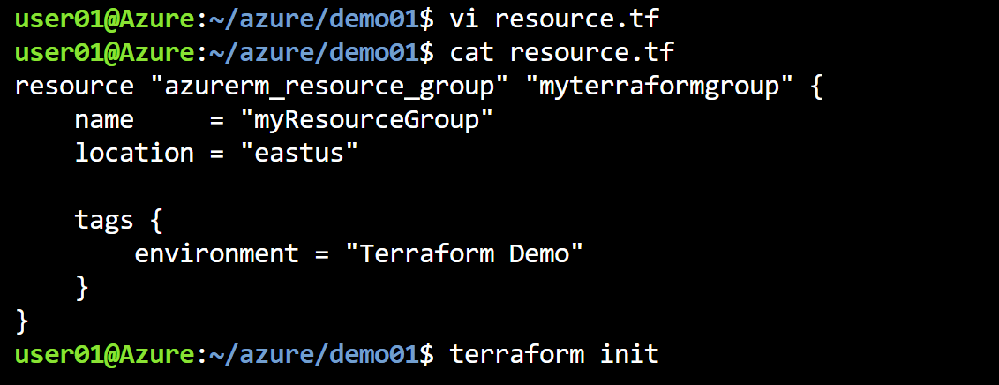 user01@Azure:~/azure/demo01$ vi resource.tf
user01@Azure:~/azure/demo01$ cat resource.tf
resource "azurerm_resource_group" "myterraformgroup" {
    name     = "myResourceGroup"
    location = "eastus"

    tags {
        environment = "Terraform Demo"
    }
}
user01@Azure:~/azure/demo01$ terraform init